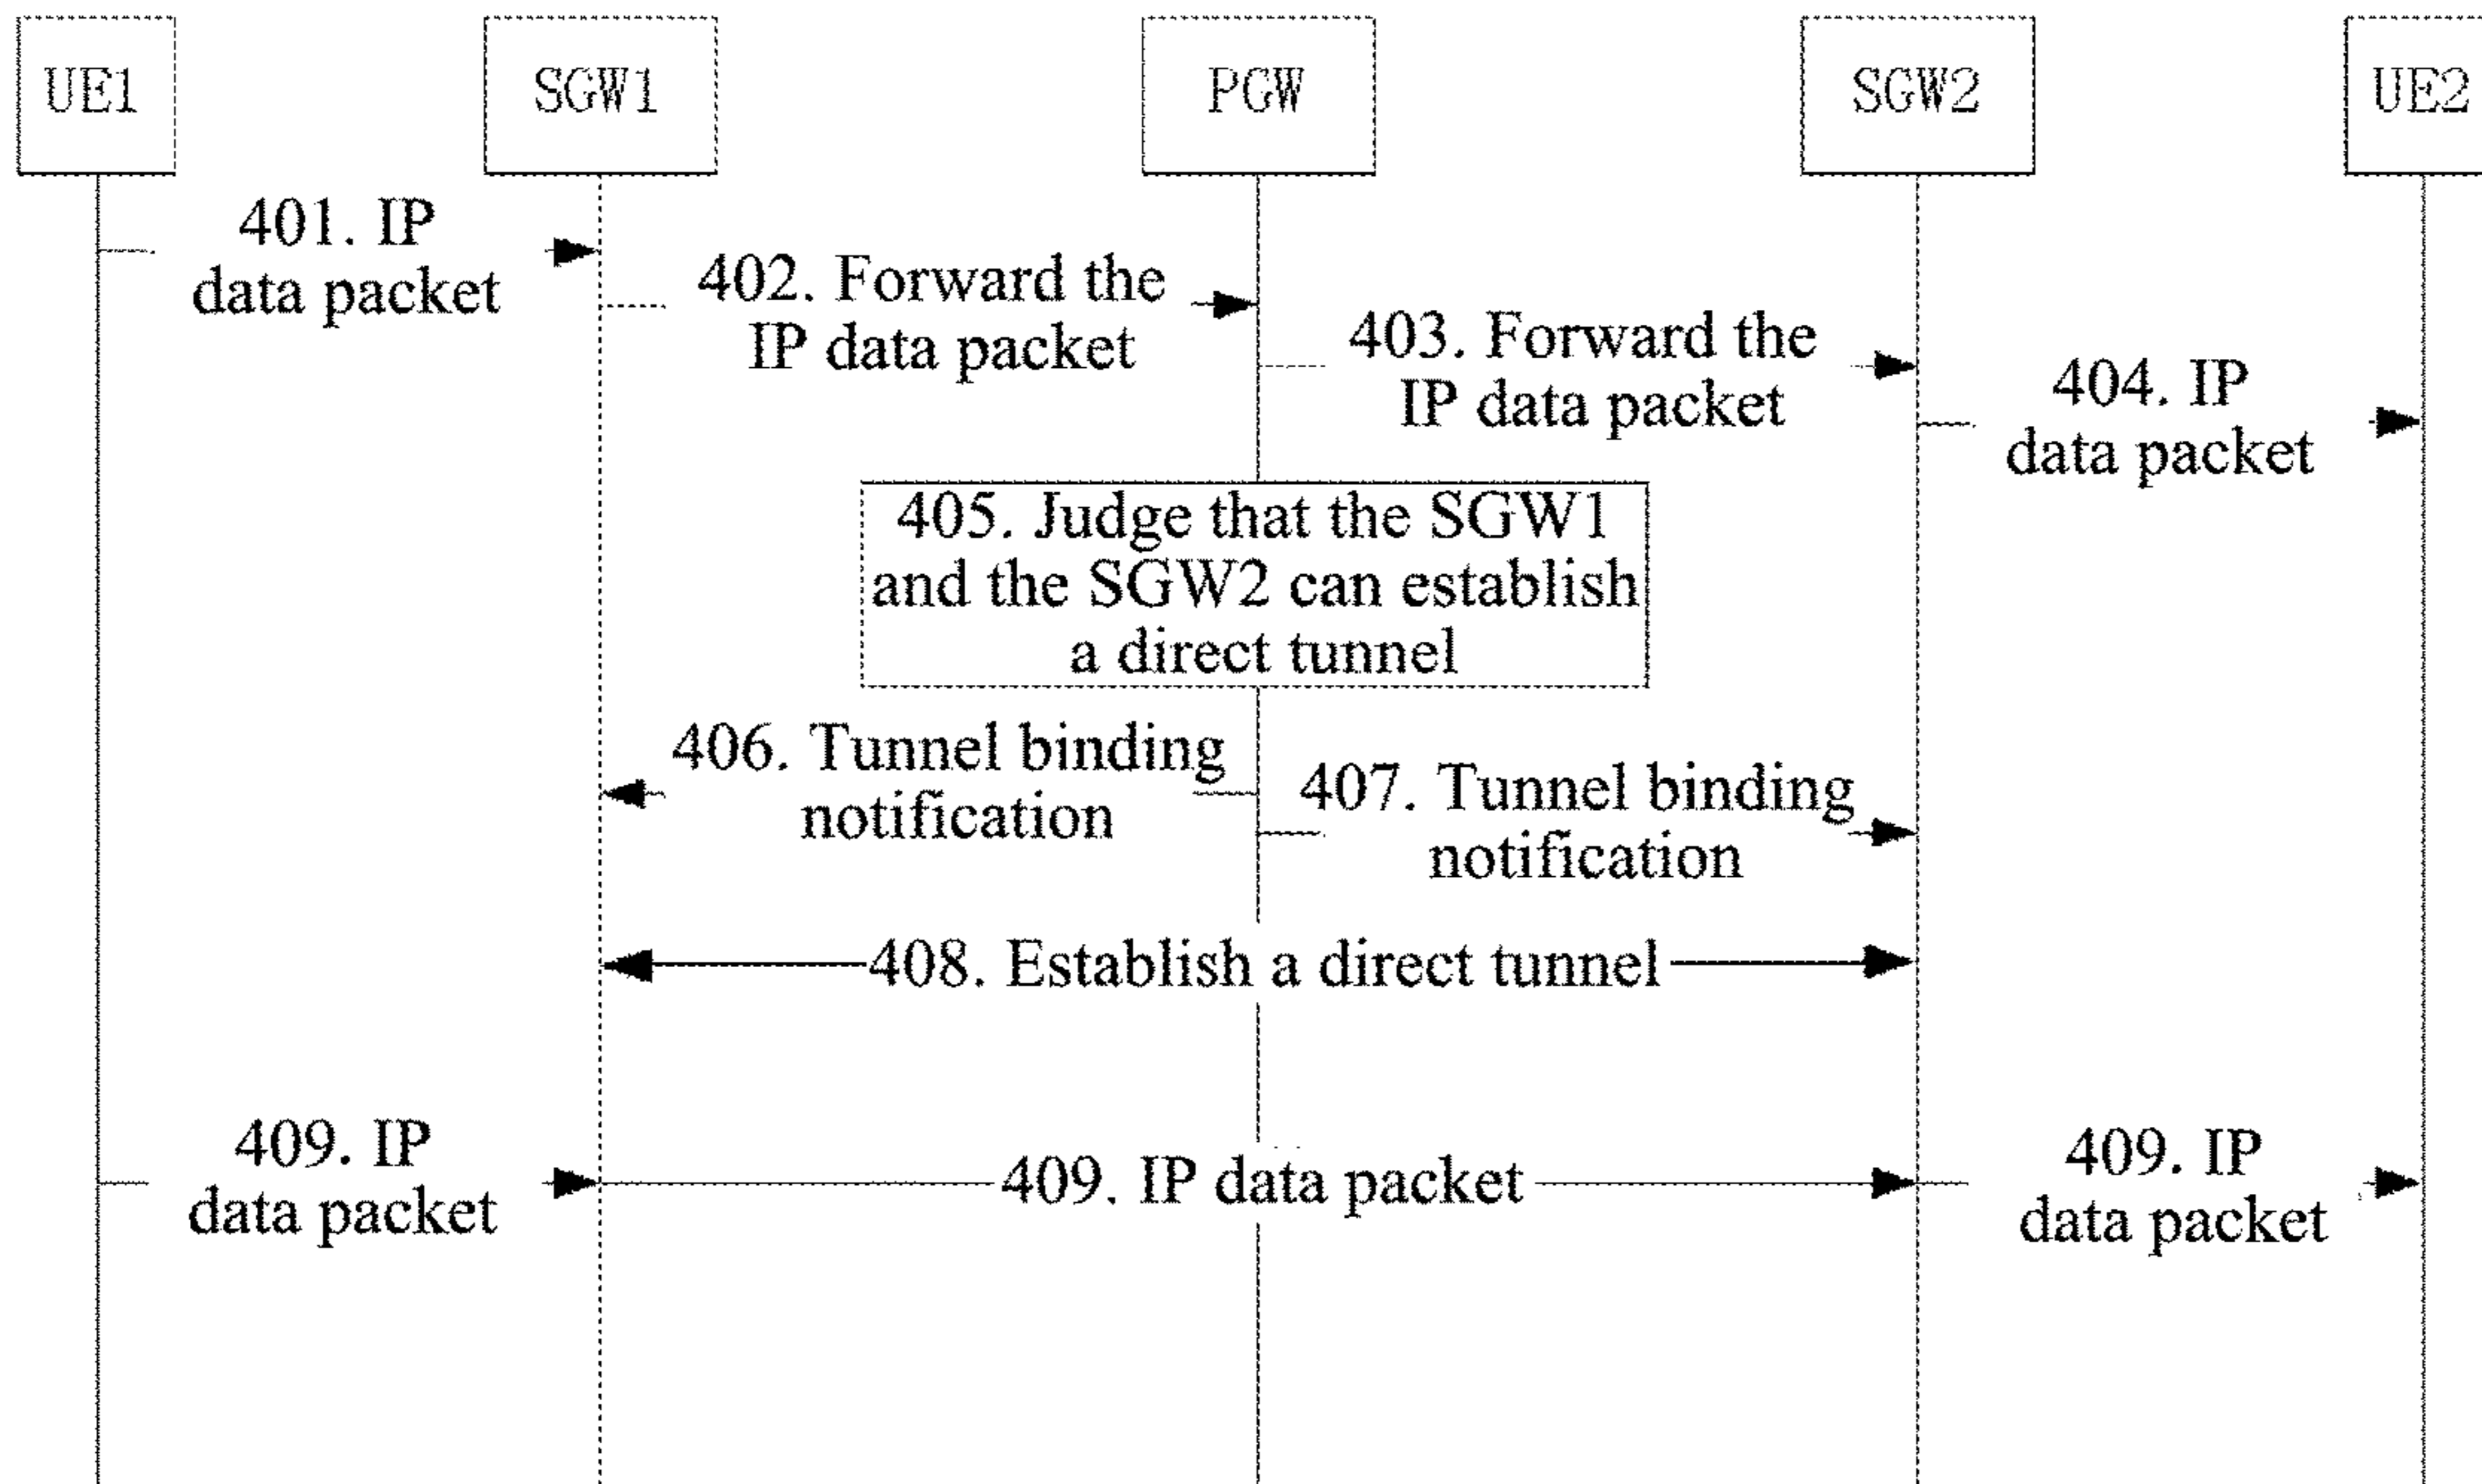 UE1
SGW1
PGW
SGW2
UE2
401. IP
data packet
402. Forward the
IP data packet
403. Forward the
IP data packet
404. IP
data packet
405. Judge that the SGW1
and the SGW2 can establish
a direct tunnel
406. Tunnel binding
notification
407. Tunnel binding
notification
408. Establish a direct tunnel
409. IP
data packet
409. IP data packet
409. IP
data packet